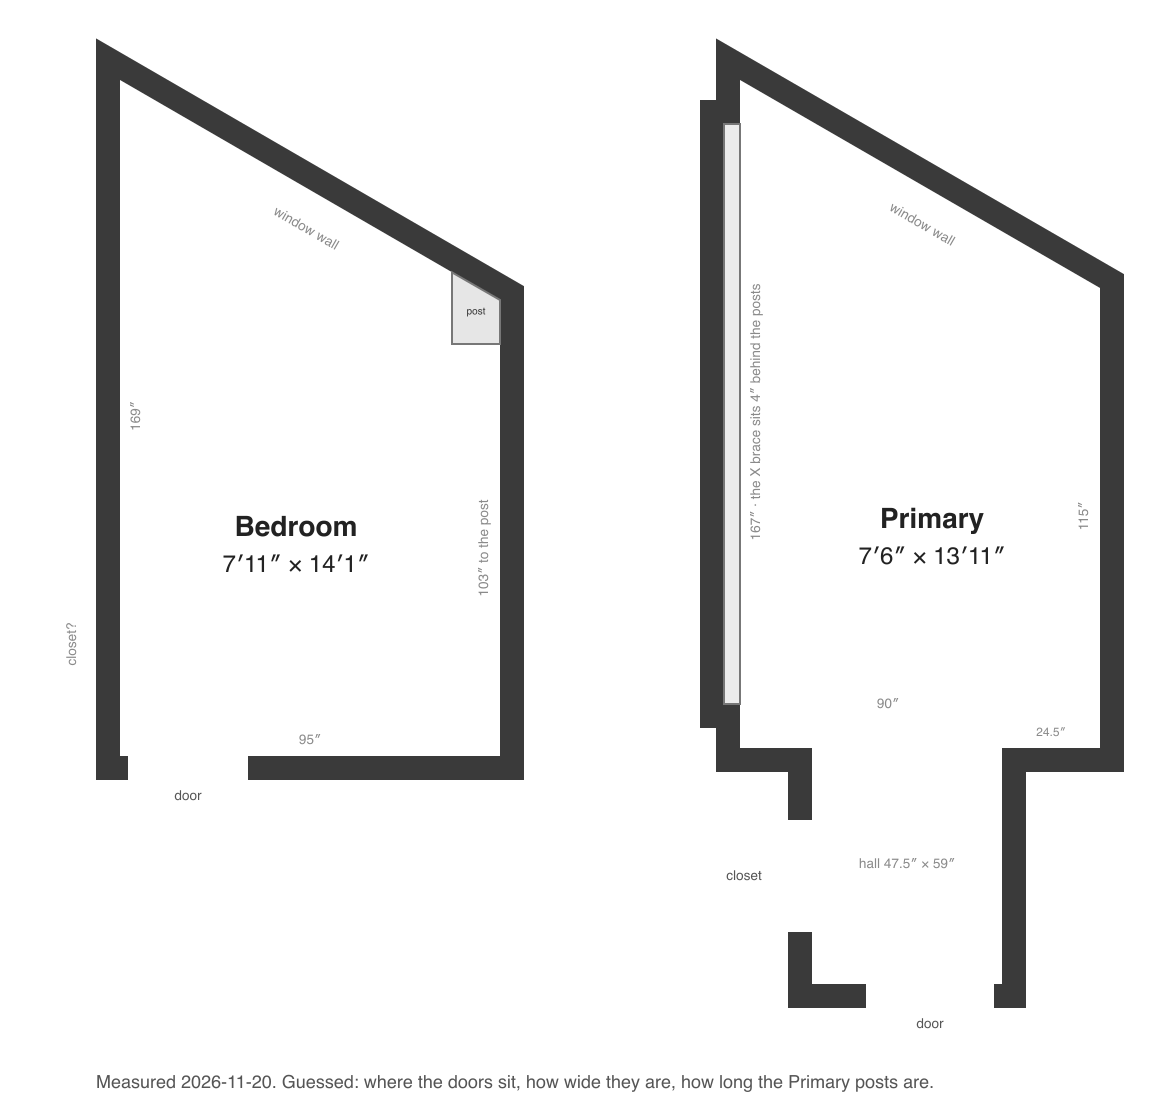 window wall
post
169″
103″ to the post
Bedroom
7′11″ × 14′1″
closet?
95″
door
window wall
167″ · the X brace sits 4″ behind the posts
115″
Primary
7′6″ × 13′11″
90″
24.5″
hall 47.5″ × 59″
closet
door
Measured 2026-11-20. Guessed: where the doors sit, how wide they are, how long the Primary posts are.